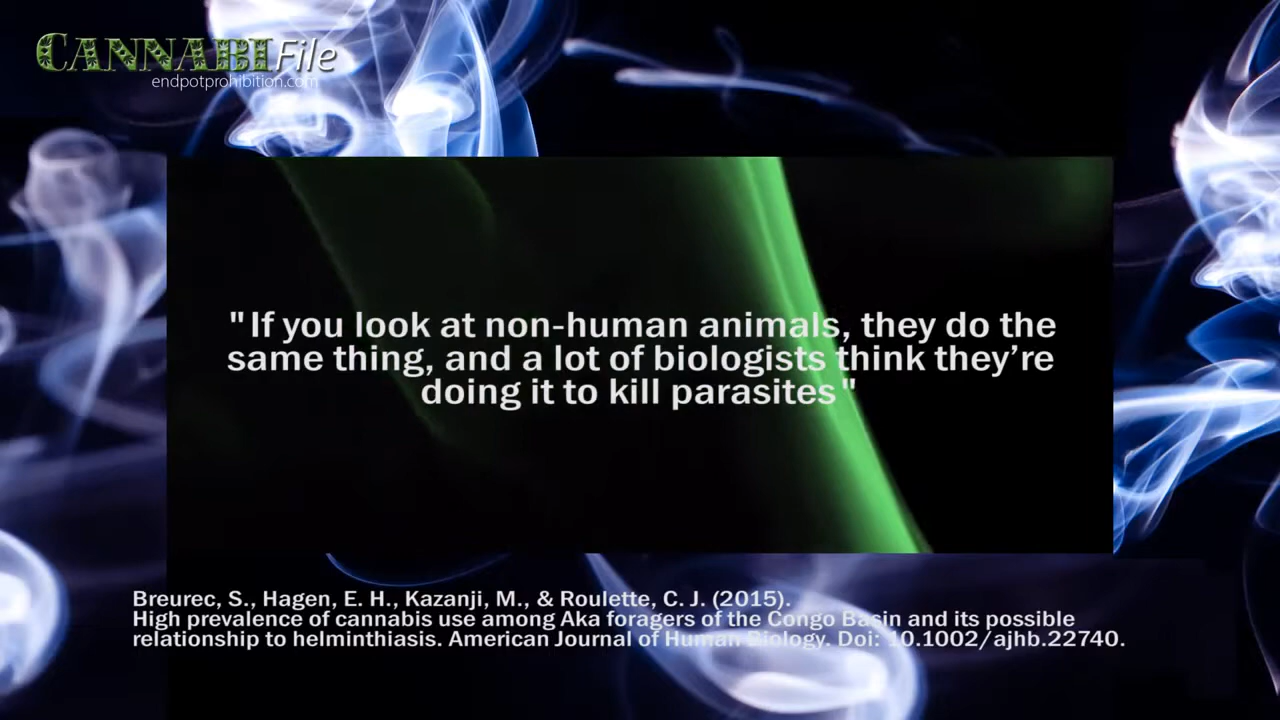 CANNABIFile
endpotprohibition.com
"If you look at non-human animals, they do the
same thing, and a lot of biologists think they’re
doing it to kill parasites"
Breurec, S., Hagen, E. H., Kazanji, M., & Roulette, C. J. (2015).
High prevalence of cannabis use among Aka foragers of the Congo Basin and its possible
relationship to helminthiasis. American Journal of Human Biology. Doi: 10.1002/ajhb.22740.